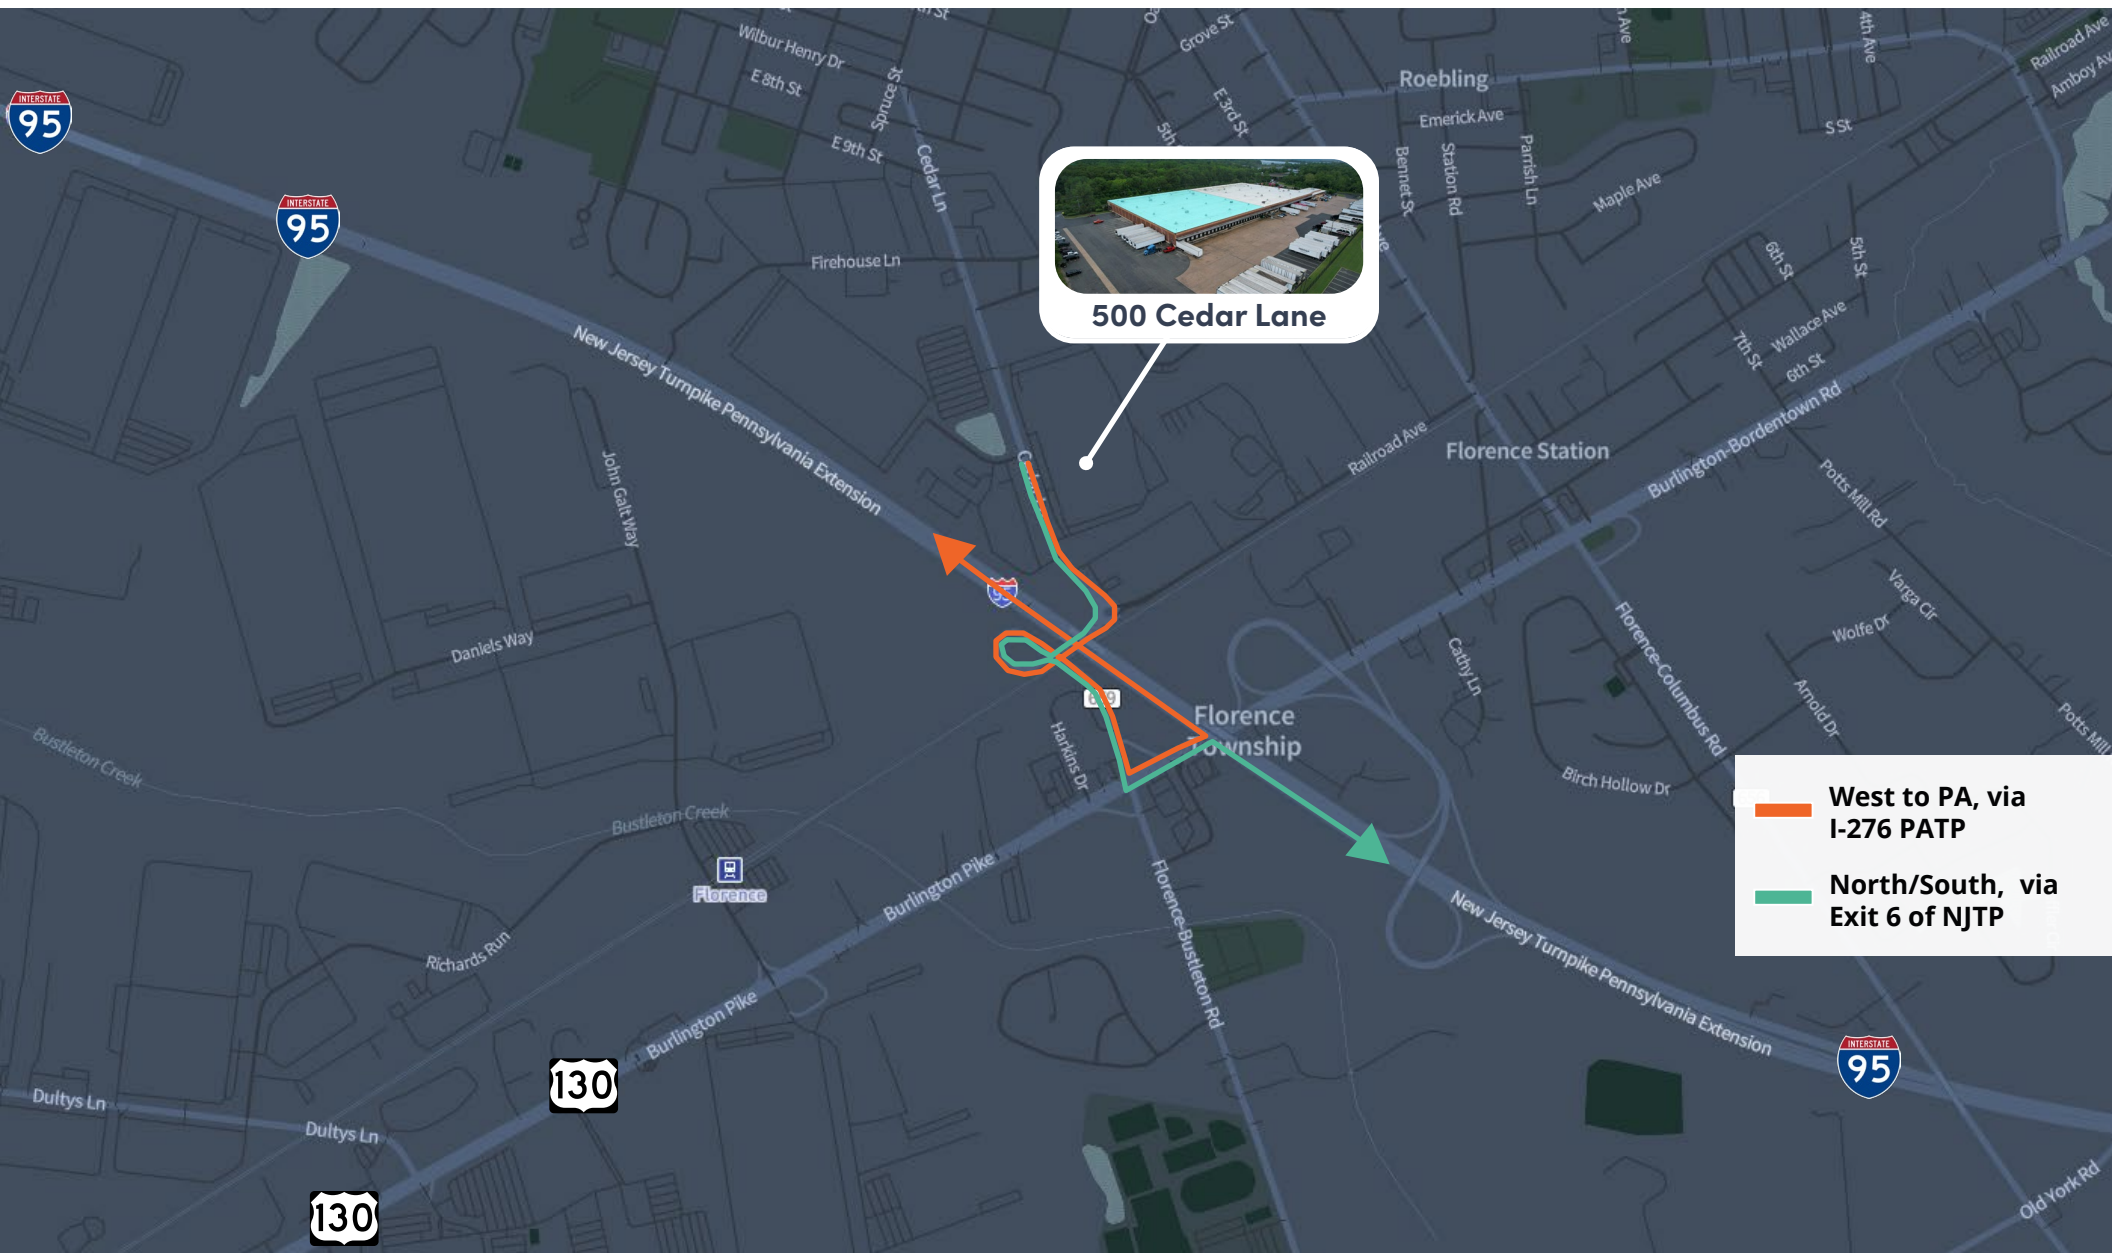 Wilbur Henry Dr
E 8th St
Spruce St
E 9th St
Cedar Ln
Grove St
E 3rd St
Roebling
Emerick Ave
Bennet St
Station Rd
Parrish Ln
Maple Ave
S St
4th Ave
Railroad Ave
INTERSTATE
95
INTERSTATE
95
Firehouse Ln
500 Cedar Lane
6th St
5th St
7th St
Wallace Ave
6th St
New Jersey Turnpike Pennsylvania Extension
John Galt Way
Railroad Ave
Florence Station
Burlington-Bordentown Rd
Potts Mill Rd
Varga Cir
Wolfe Dr
Arnold Dr
Potts Mill
Florence-Columbus Rd
Cathy Ln
Birch Hollow Dr
Daniels Way
95
Harkins Dr
Florence
Township
Bustleton Creek
Bustleton Creek
Florence
Burlington Pike
Richards Run
Burlington Pike
Florence-Bustleton Rd
New Jersey Turnpike Pennsylvania Extension
West to PA, via
I-276 PATP
North/South, via
Exit 6 of NJTP
INTERSTATE
95
130
Dultys Ln
Dultys Ln
130
Old York Rd